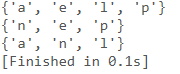 {'a', 'e', 'l', 'p'}
{'n', 'e', 'p'}
{'a', 'n', 'l'}
[Finished in 0.1s]